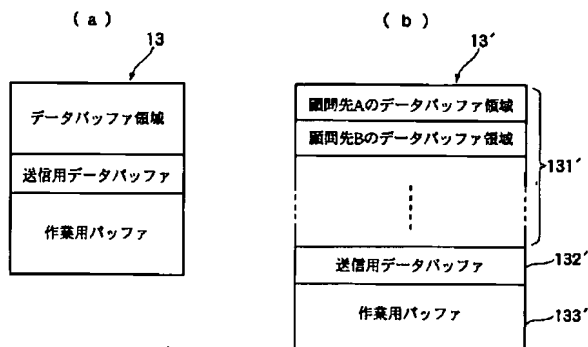 ( a )
13
データバッファ領域
送信用データバッファ
作業用バッファ
( b )
13′
顧問先Aのデータバッファ領域
顧問先Bのデータバッファ領域
131′
送信用データバッファ
132′
作業用バッファ
133′